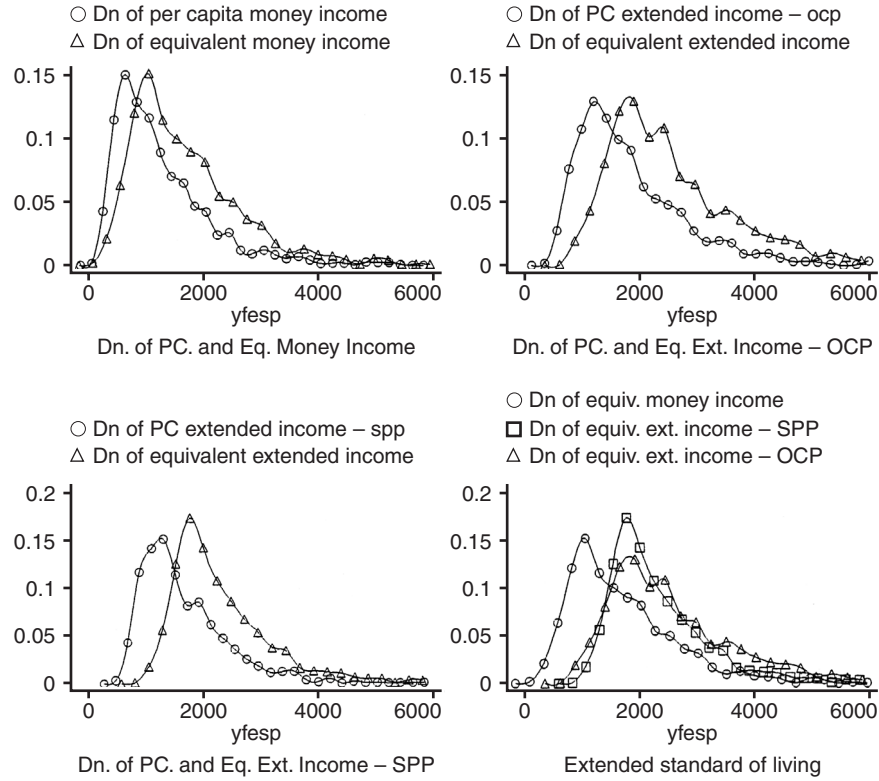 Dn of per capita money income
Dn of equivalent money income
0.15
0.1
0.05
0
0 2000 4000 6000
yfesp
Dn. of PC. and Eq. Money Income
Dn of PC extended income – ocp
Dn of equivalent extended income
0.15
0.1
0.05
0
0 2000 4000 6000
yfesp
Dn. of PC. and Eq. Ext. Income – OCP
Dn of PC extended income – spp
Dn of equivalent extended income
0.2
0.15
0.1
0.05
0
0 2000 4000 6000
yfesp
Dn. of PC. and Eq. Ext. Income – SPP
Dn of equiv. money income
Dn of equiv. ext. income – SPP
Dn of equiv. ext. income – OCP
0.2
0.15
0.1
0.05
0
0 2000 4000 6000
yfesp
Extended standard of living